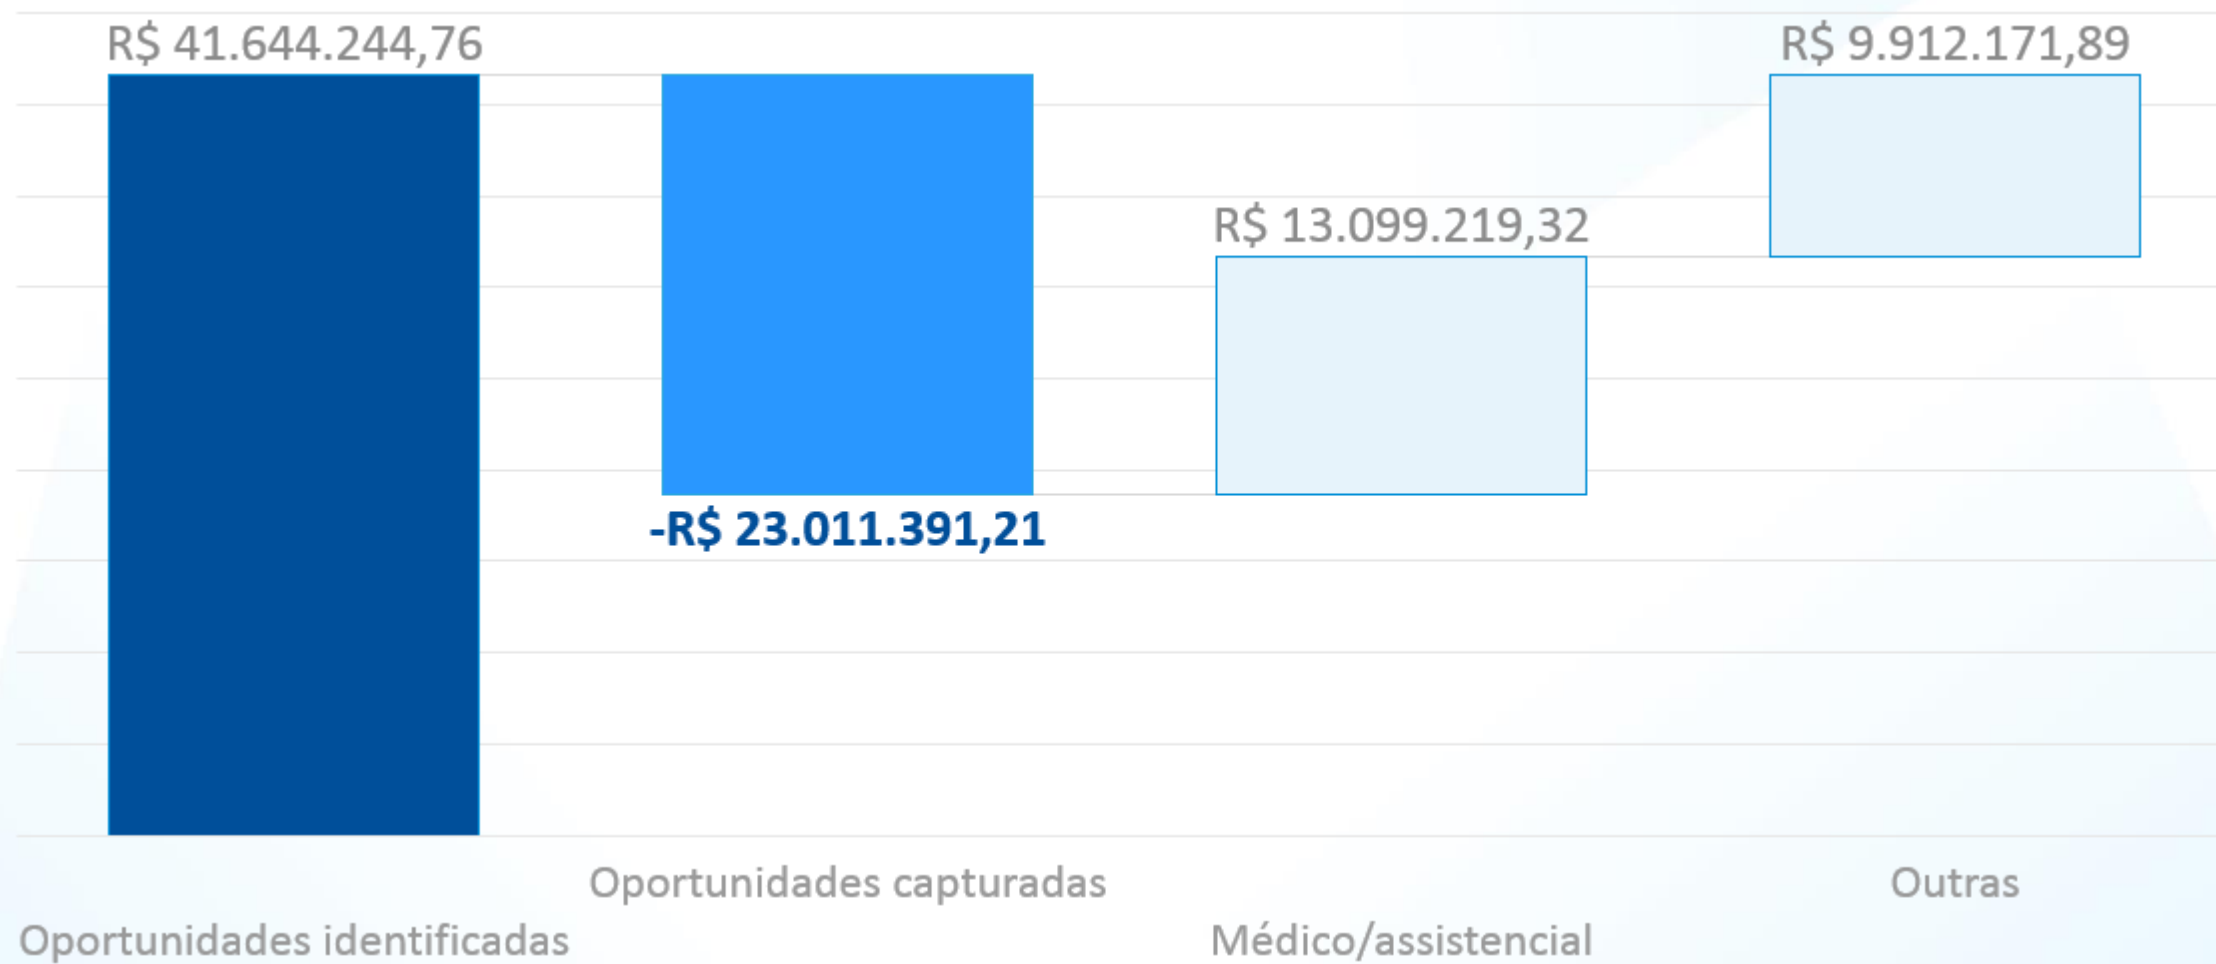 R$ 41.644.244,76
R$ 9.912.171,89
R$ 13.099.219,32
-R$ 23.011.391,21
Oportunidades capturadas
Outras
Oportunidades identificadas
Médico/assistencial